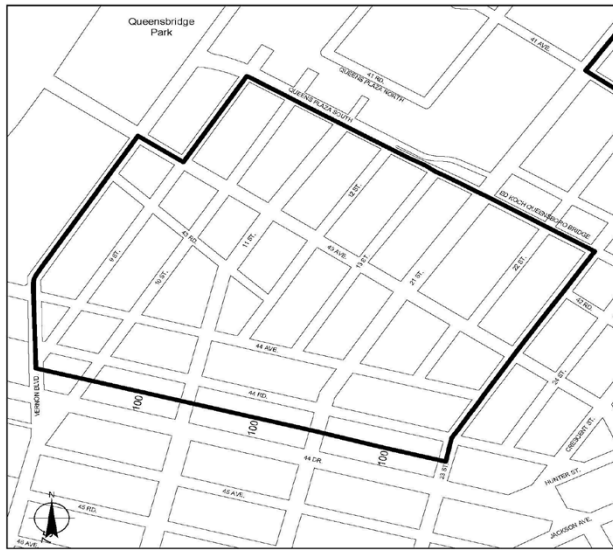 Queensbridge
Park
41 AVE.
41 RD.
QUEENS PLAZA NORTH
QUEENS PLAZA SOUTH
ED KOCH QUEENSBORO BRIDGE
12 ST.
43 RD.
11 ST.
43 AVE.
13 ST.
9 ST.
10 ST.
21 ST.
22 ST.
42 RD.
44 AVE.
24 ST.
VERNON BLVD.
44 RD.
100
100
100
CRESCENT ST.
44 DR.
23 ST.
HUNTER ST.
45 AVE.
45 RD.
JACKSON AVE.
46 AVE.
N